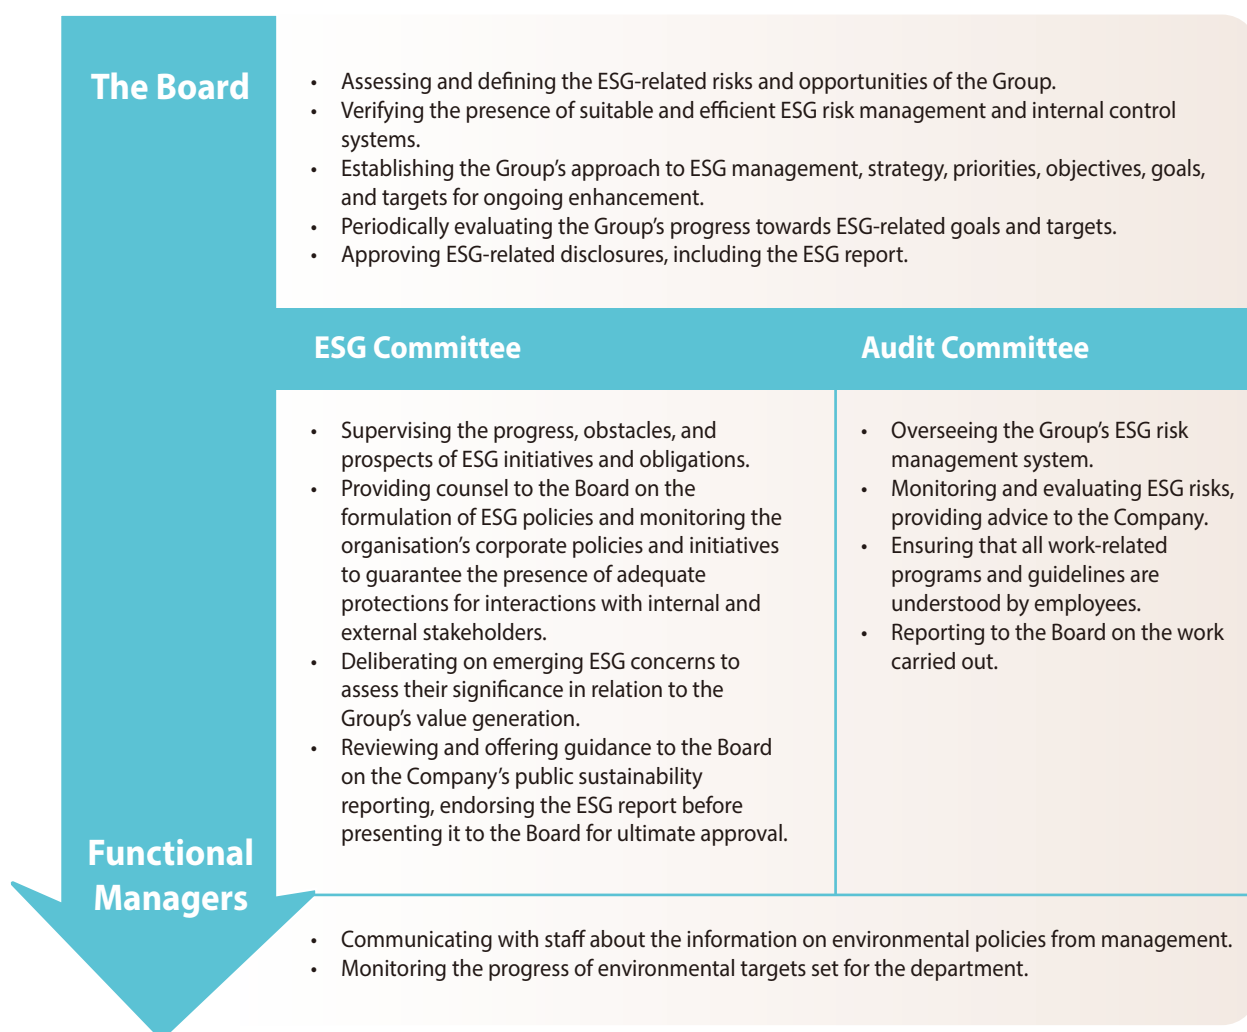 The Board
• Assessing and defining the ESG-related risks and opportunities of the Group.
• Verifying the presence of suitable and efficient ESG risk management and internal control
systems.
• Establishing the Group's approach to ESG management, strategy, priorities, objectives, goals,
and targets for ongoing enhancement.
• Periodically evaluating the Group's progress towards ESG-related goals and targets.
• Approving ESG-related disclosures, including the ESG report.
ESG Committee
• Supervising the progress, obstacles, and
prospects of ESG initiatives and obligations.
• Providing counsel to the Board on the
formulation of ESG policies and monitoring the
organisation's corporate policies and initiatives
to guarantee the presence of adequate
protections for interactions with internal and
external stakeholders.
• Deliberating on emerging ESG concerns to
assess their significance in relation to the
Group's value generation.
• Reviewing and offering guidance to the Board
on the Company's public sustainability
reporting, endorsing the ESG report before
presenting it to the Board for ultimate approval.
Audit Committee
• Overseeing the Group's ESG risk
management system.
• Monitoring and evaluating ESG risks,
providing advice to the Company.
• Ensuring that all work-related
programs and guidelines are
understood by employees.
• Reporting to the Board on the work
carried out.
Functional
Managers
• Communicating with staff about the information on environmental policies from management.
• Monitoring the progress of environmental targets set for the department.